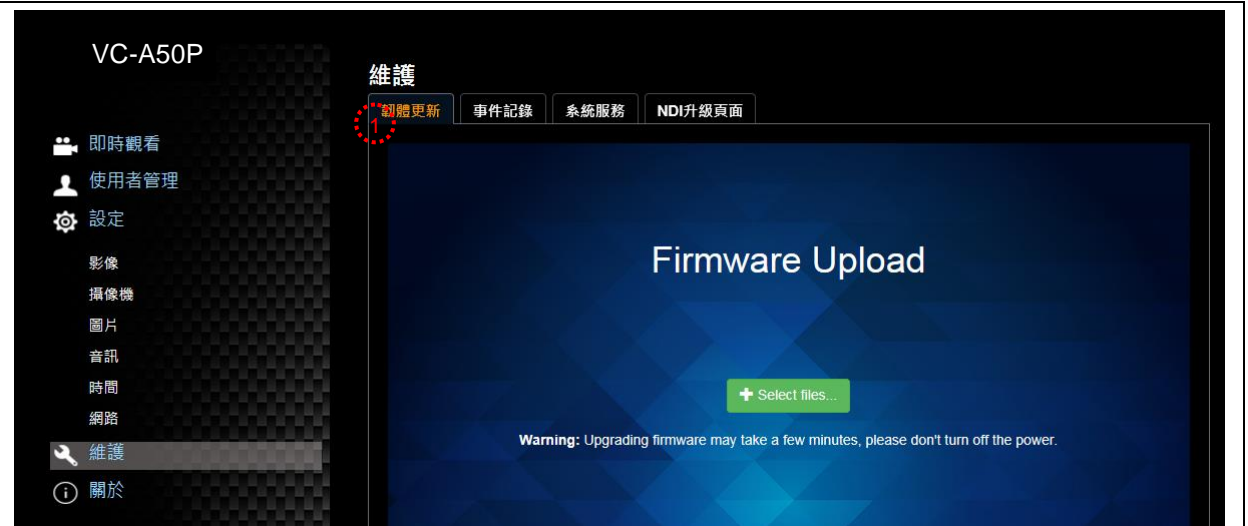 VC-A50P
即時觀看
使用者管理
設定
影像
攝像機
圖片
音訊
時間
網路
維護
關於
維護
韌體更新 事件記錄 系統服務 NDI升級頁面
1
Firmware Upload
+ Select files...
Warning: Upgrading firmware may take a few minutes, please don't turn off the power.